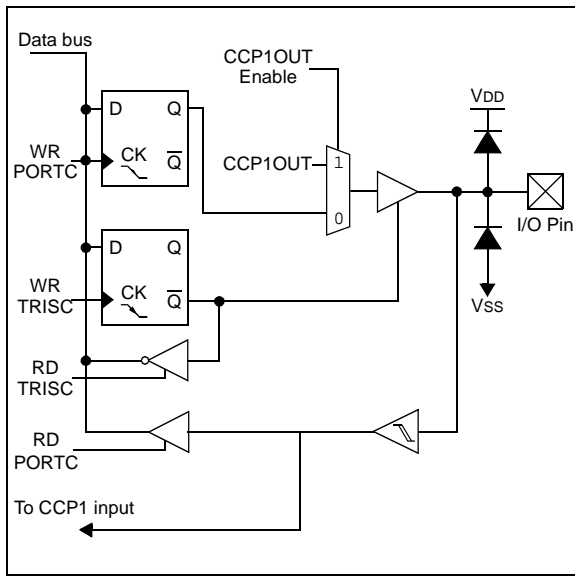 Data bus
CCP1OUT
Enable
VDD
D Q
WR
PORTC
CK Q
CCP1OUT
1
0
I/O Pin
D Q
WR
TRISC
CK Q
VSS
RD
TRISC
RD
PORTC
To CCP1 input